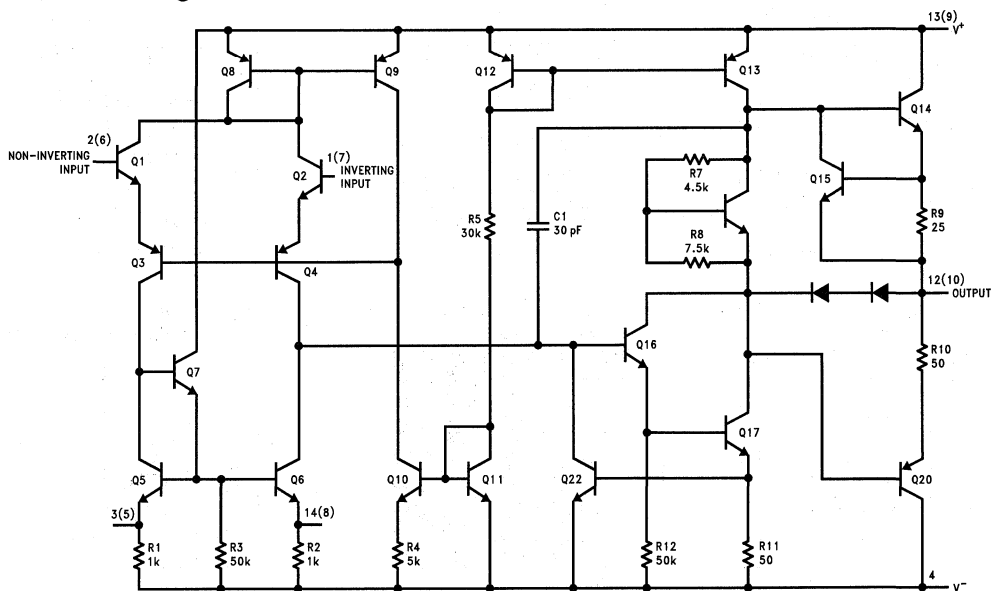 13(9)
V+
Q8
Q9
Q12
Q13
Q14
2(6)
NON-INVERTING
INPUT
Q1
1(7)
INVERTING
INPUT
Q2
R7
4.5k
Q15
R5
30k
C1
30 pF
R9
25
R8
7.5k
Q3
Q4
12(10)
OUTPUT
Q16
R10
50
Q7
Q17
Q5
Q6
Q10
Q11
Q22
Q20
3(5)
14(8)
R1
1k
R3
50k
R2
1k
R4
5k
R12
50k
R11
50
4
V-